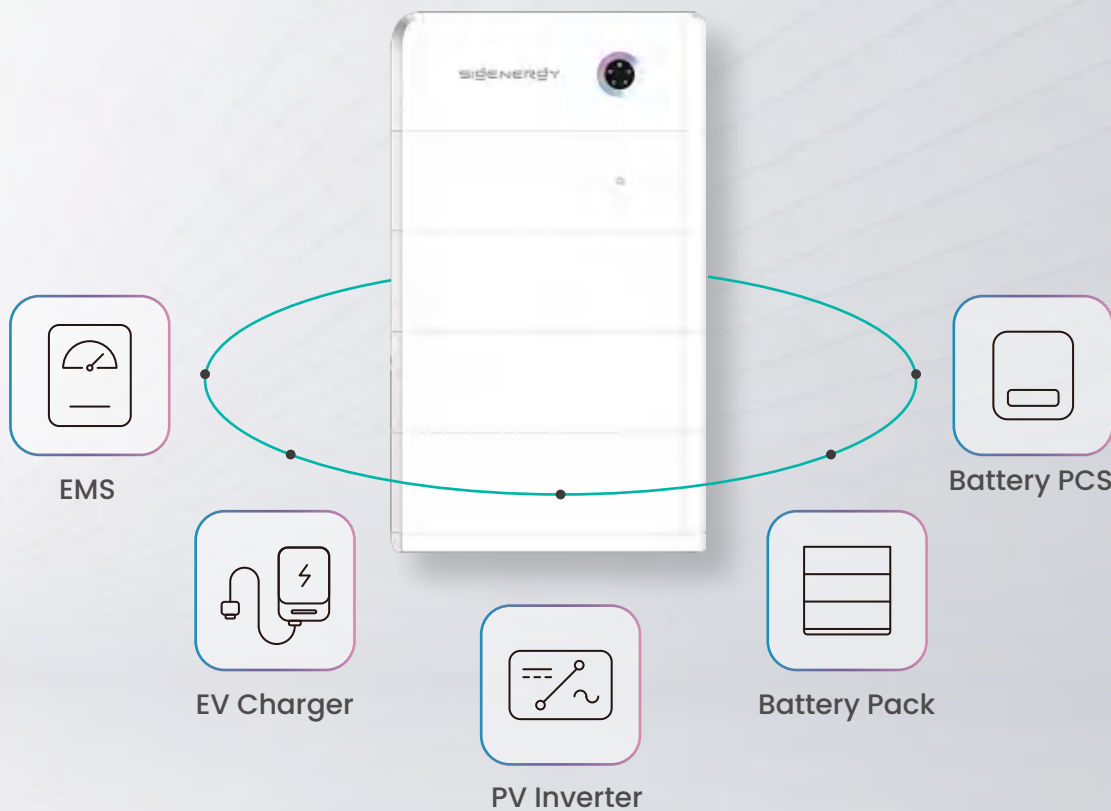 SIGENERGY
EMS
Battery PCS
EV Charger
Battery Pack
PV Inverter